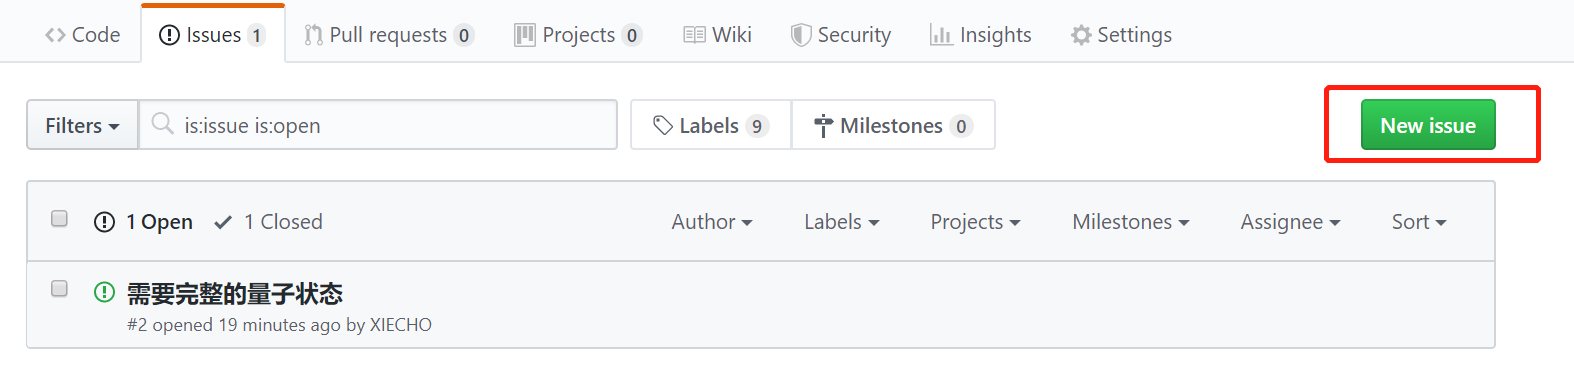 Code Issues 1 Pull requests 0 Projects 0 Wiki Security Insights Settings
Filters is:issue is:open Labels 9 Milestones 0 New issue
1 Open 1 Closed Author Labels Projects Milestones Assignee Sort
需要完整的量子状态
#2 opened 19 minutes ago by XIECHO